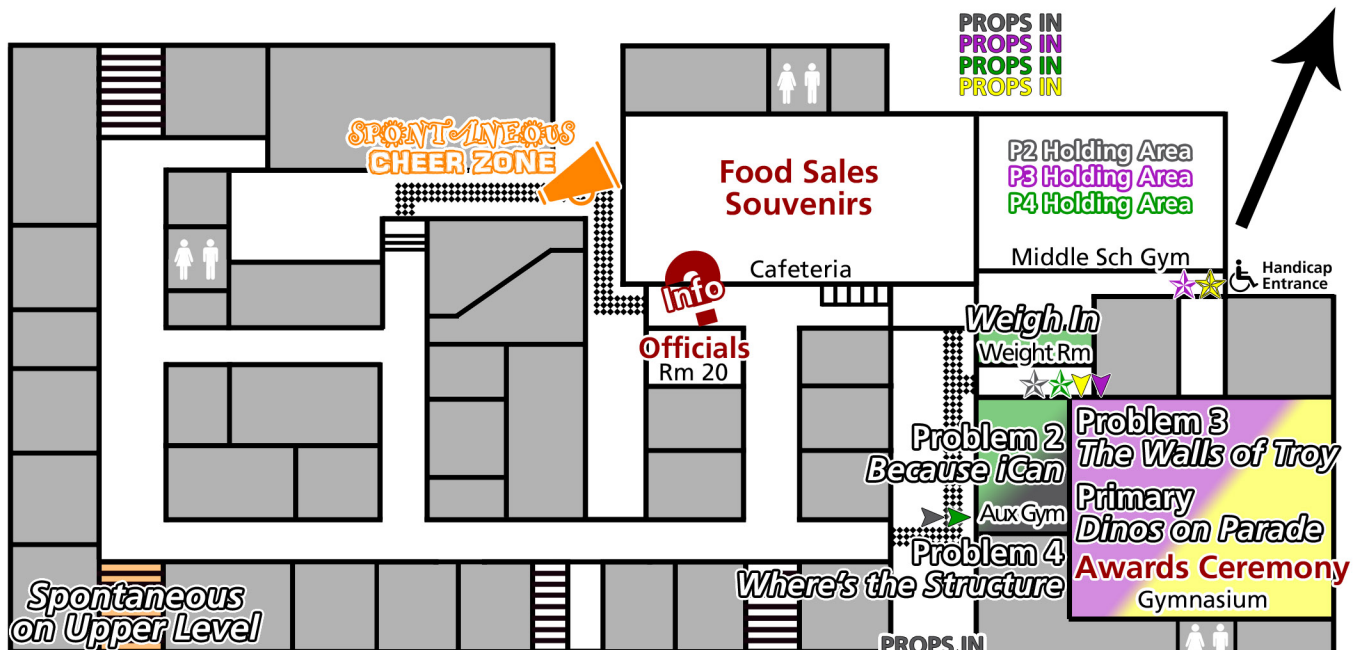 PROPS IN
PROPS IN
PROPS IN
PROPS IN
SPONTANEOUS
CHEER ZONE
Food Sales
Souvenirs
Cafeteria
P2 Holding Area
P3 Holding Area
P4 Holding Area
Middle Sch Gym
Handicap
Entrance
Info
Officials
Rm 20
Weigh In
Weight Rm
Problem 2
Because iCan
Aux Gym
Problem 4
Where's the Structure
Problem 3
The Walls of Troy
Primary
Dinos on Parade
Awards Ceremony
Gymnasium
Spontaneous
on Upper Level
PROPS IN